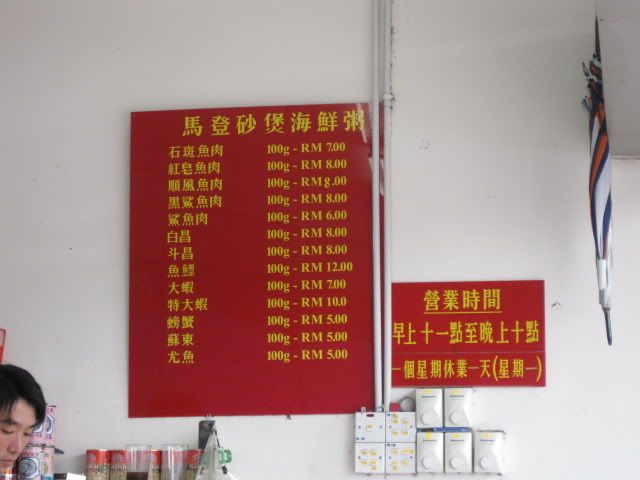 馬登砂煲海鮮粥
石斑魚肉 100g - RM 7.00
紅皂魚肉 100g - RM 8.00
順風魚肉 100g - RM 8.00
黑鯊魚肉 100g - RM 8.00
鯊魚肉 100g - RM 6.00
白昌 100g - RM 8.00
斗昌 100g - RM 8.00
魚鰾 100g - RM 12.00
大蝦 100g - RM 7.00
特大蝦 100g - RM 10.0
螃蟹 100g - RM 5.00
蘇東 100g - RM 5.00
尤魚 100g - RM 5.00
營業時間
早上十一點至晚上十點
一個星期休業一天(星期一)